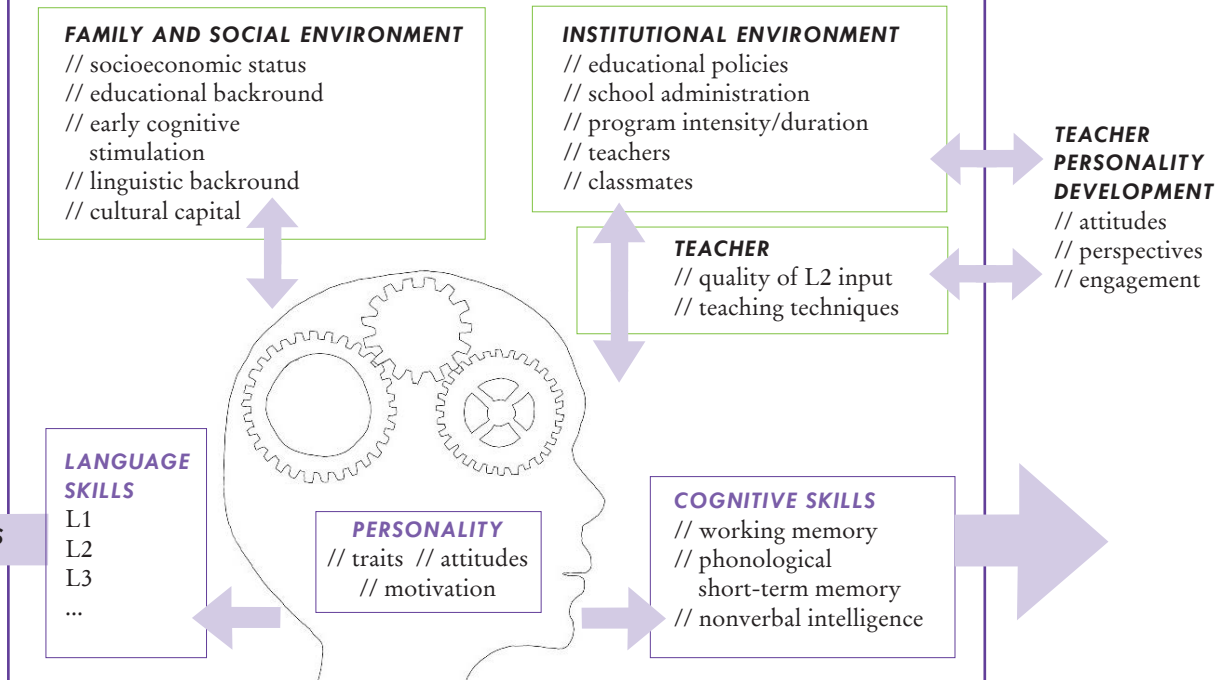 FAMILY AND SOCIAL ENVIRONMENT
// socioeconomic status
// educational backround
// early cognitive
stimulation
// linguistic backround
// cultural capital
INSTITUTIONAL ENVIRONMENT
// educational policies
// school administration
// program intensity/duration
// teachers
// classmates
TEACHER
PERSONALITY
DEVELOPMENT
// attitudes
// perspectives
// engagement
TEACHER
// quality of L2 input
// teaching techniques
LANGUAGE
SKILLS
L1
L2
L3
...
PERSONALITY
// traits // attitudes
// motivation
COGNITIVE SKILLS
// working memory
// phonological
short-term memory
// nonverbal intelligence